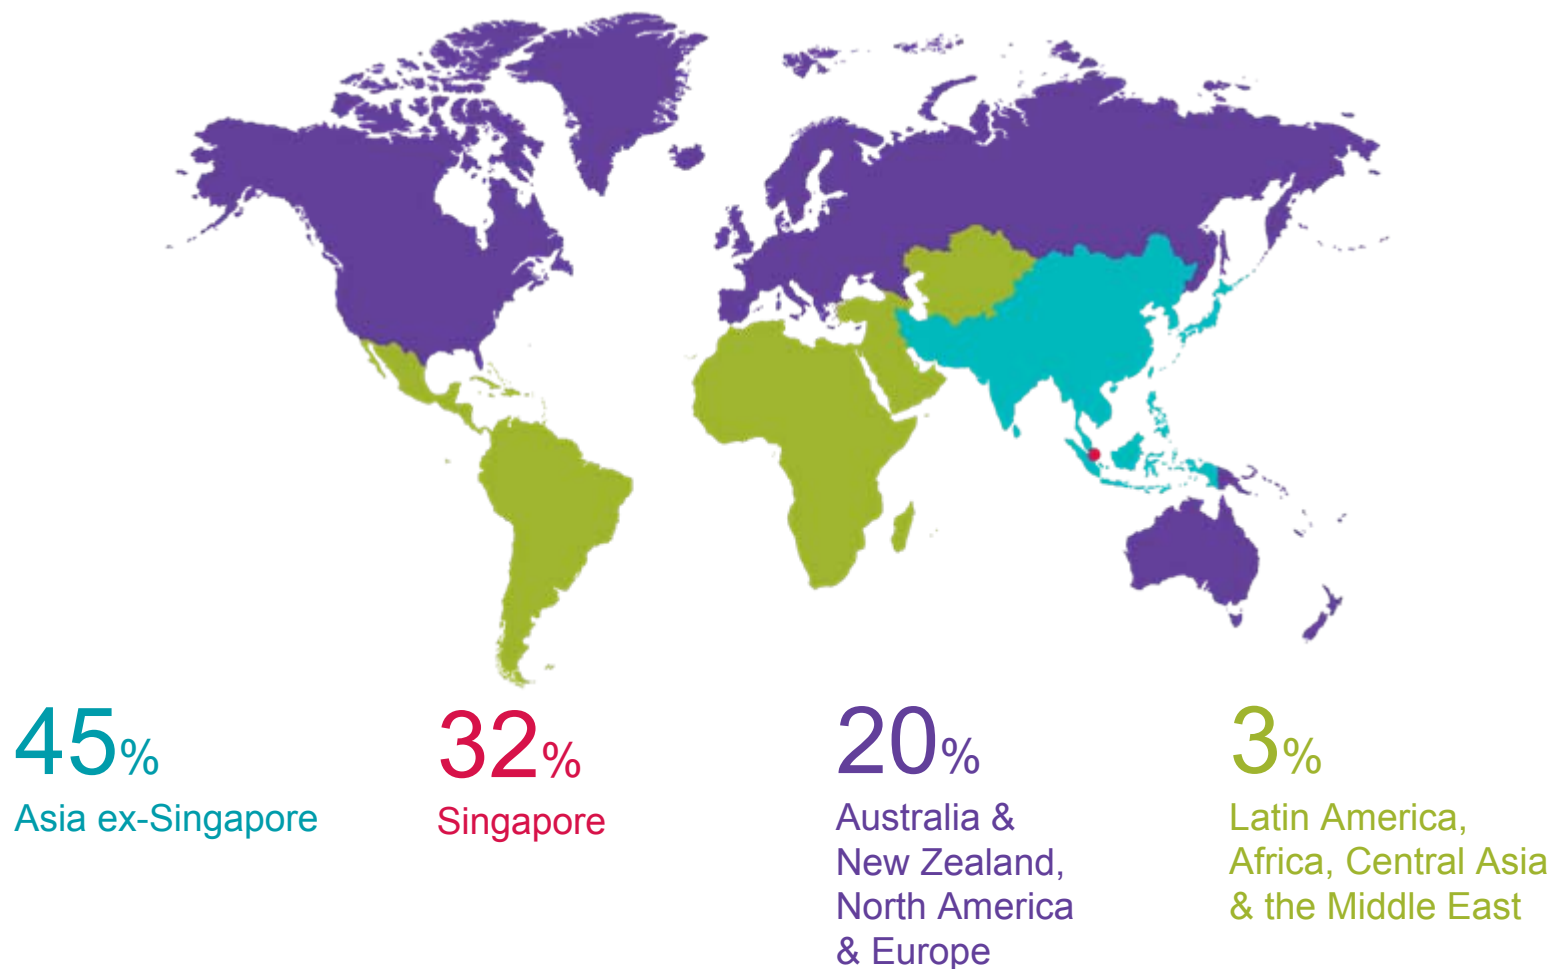 45%
Asia ex-Singapore
32%
Singapore
20%
Australia &
New Zealand,
North America
& Europe
3%
Latin America,
Africa, Central Asia
& the Middle East